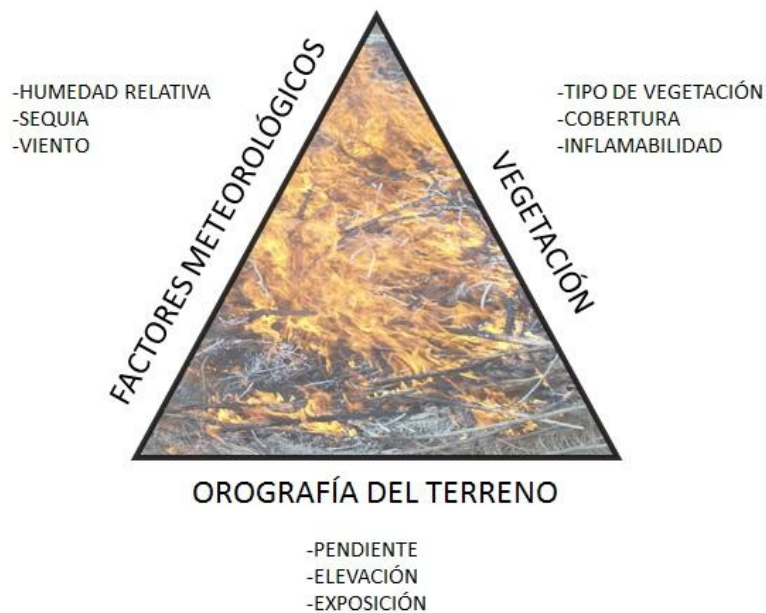 FACTORES METEOROLÓGICOS
-HUMEDAD RELATIVA
-SEQUIA
-VIENTO
VEGETACIÓN
-TIPO DE VEGETACIÓN
-COBERTURA
-INFLAMABILIDAD
OROGRAFÍA DEL TERRENO
-PENDIENTE
-ELEVACIÓN
-EXPOSICIÓN